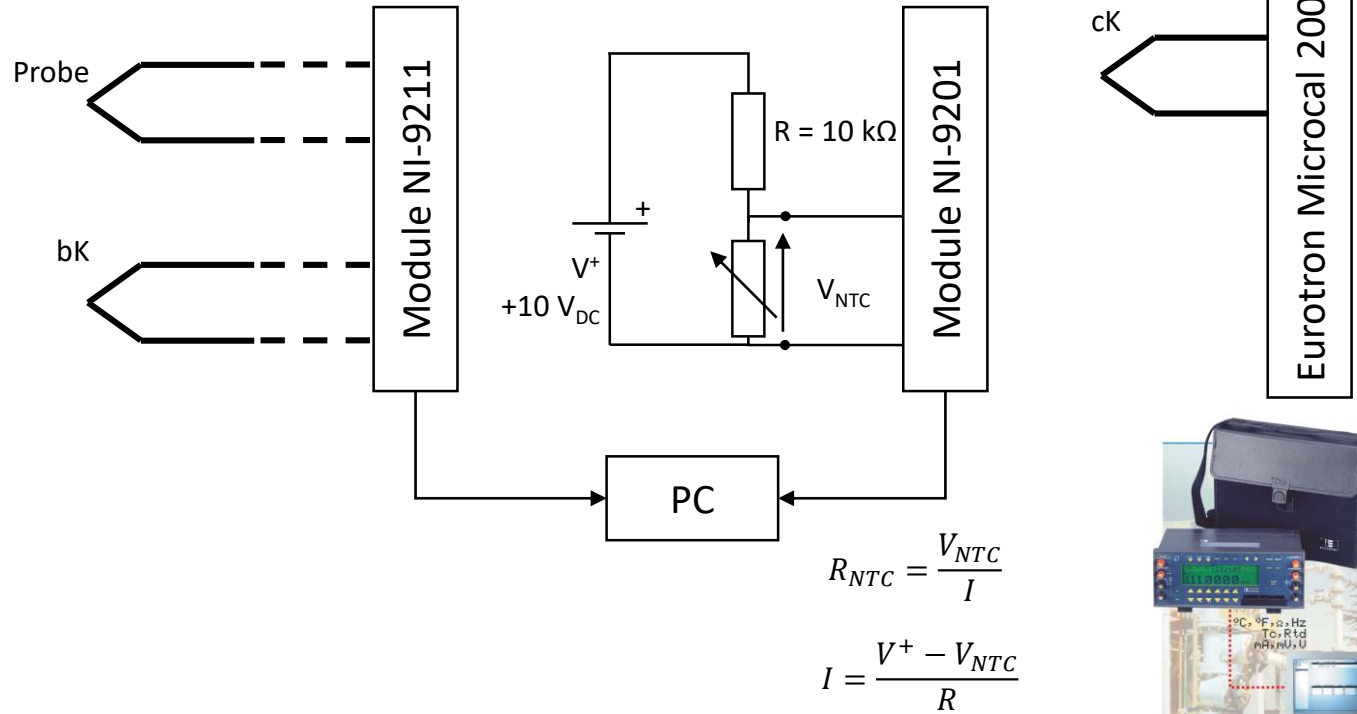 Probe
bK
Module NI-9211
R = 10 kΩ
+
V⁺
+10 V_DC
V_NTC
Module NI-9201
PC
R_NTC = V_NTC / I
I = (V⁺ − V_NTC) / R
cK
Eurotron Microcal 200
°C, °F, Ω, Hz
Tc, Rtd
mA, mV, V